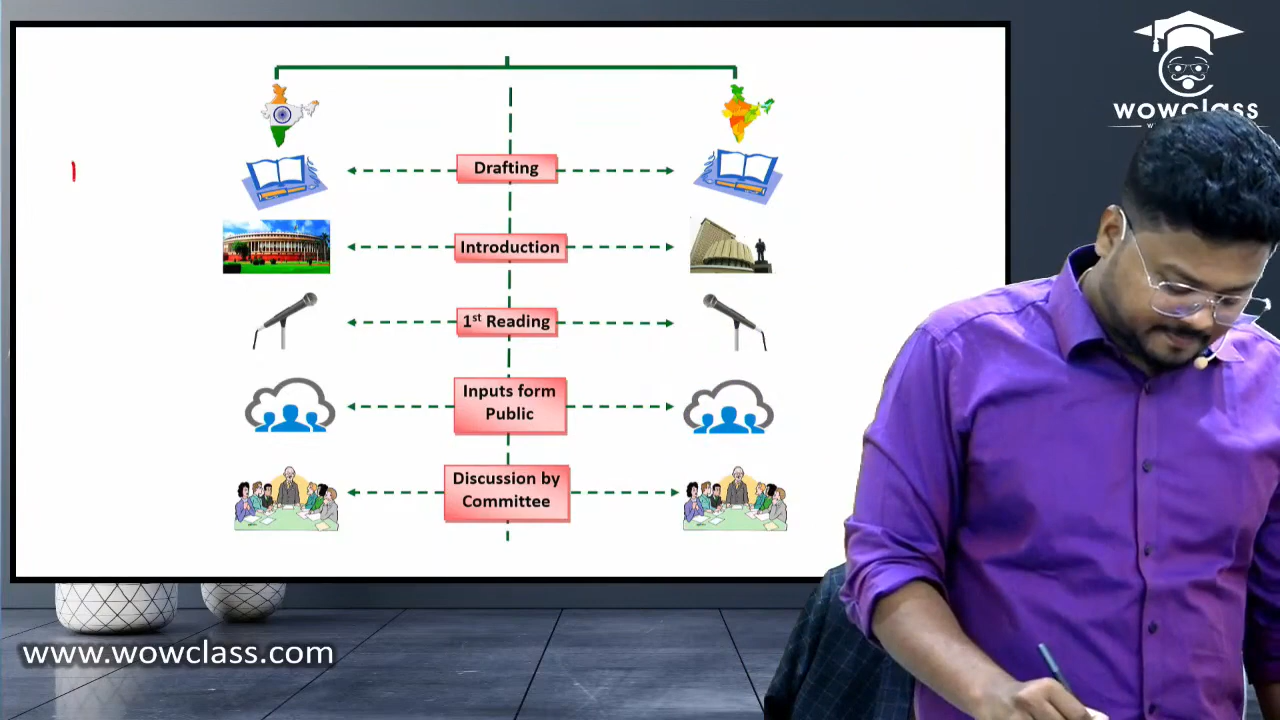 wowclass
Drafting
Introduction
1st Reading
Inputs form
Public
Discussion by
Committee
www.wowclass.com